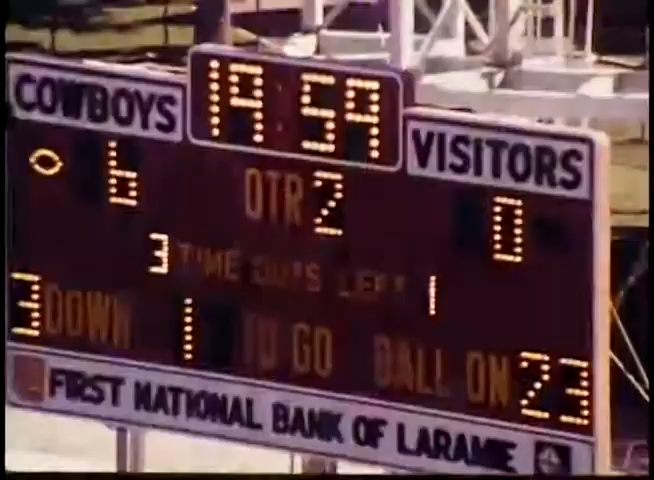 COWBOYS 19:59 VISITORS
6 QTR 2 0
3 TIME OUTS LEFT 1
3 DOWN 1 TO GO BALL ON 23
FIRST NATIONAL BANK OF LARAMIE